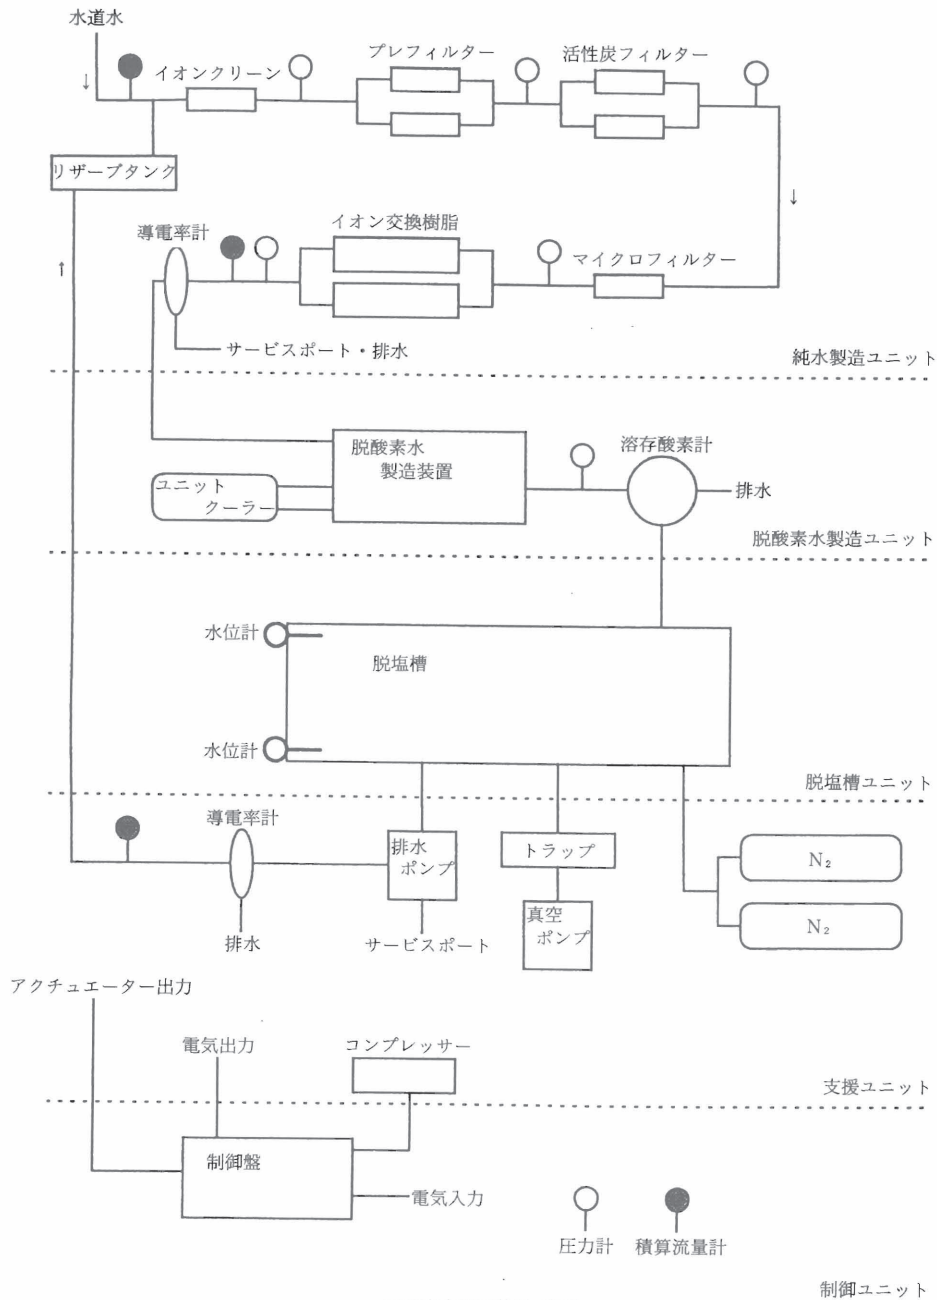 水道水
イオンクリーン
プレフィルター
活性炭フィルター
リザーブタンク
導電率計
イオン交換樹脂
マイクロフィルター
サービスポート・排水
純水製造ユニット
脱酸素水
製造装置
溶存酸素計
ユニット
クーラー
排水
脱酸素水製造ユニット
水位計
脱塩槽
水位計
脱塩槽ユニット
導電率計
排水
ポンプ
トラップ
N₂
真空
ポンプ
N₂
排水
サービスポート
アクチュエーター出力
電気出力
コンプレッサー
支援ユニット
制御盤
電気入力
圧力計
積算流量計
制御ユニット